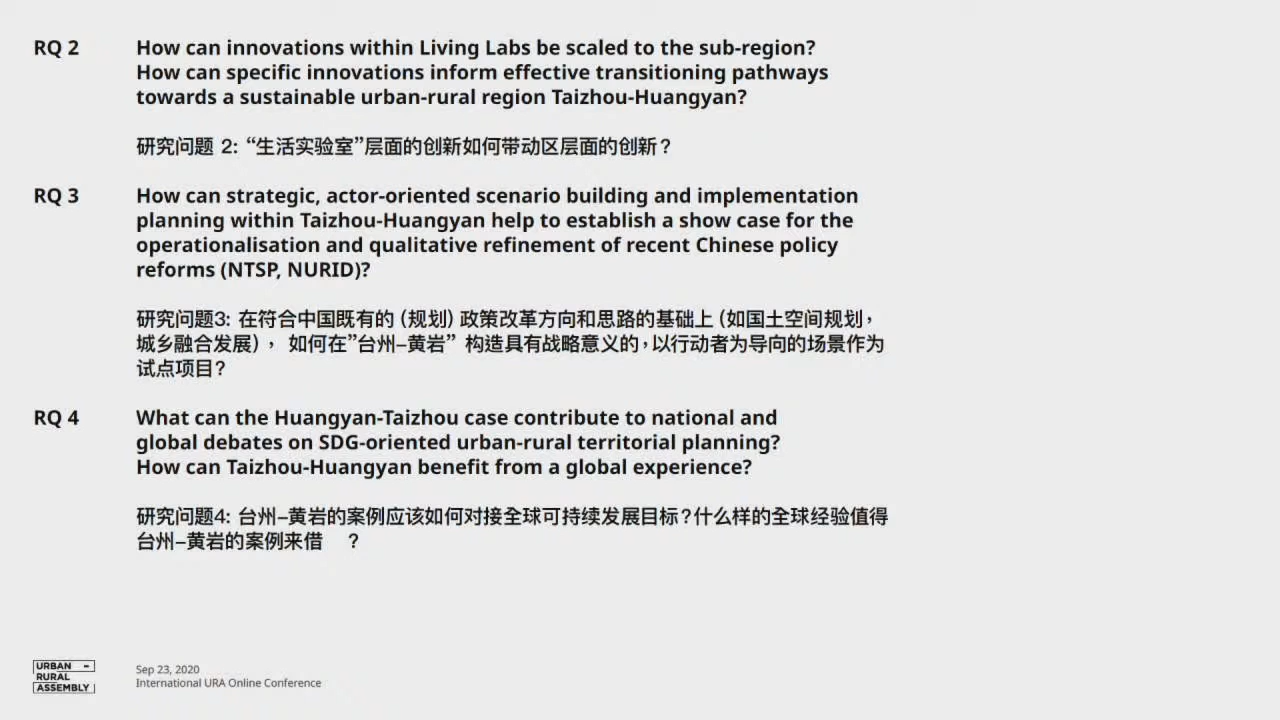 RQ 2
How can innovations within Living Labs be scaled to the sub-region?
How can specific innovations inform effective transitioning pathways
towards a sustainable urban-rural region Taizhou-Huangyan?
研究问题 2: “生活实验室”层面的创新如何带动区层面的创新？
RQ 3
How can strategic, actor-oriented scenario building and implementation
planning within Taizhou-Huangyan help to establish a show case for the
operationalisation and qualitative refinement of recent Chinese policy
reforms (NTSP, NURID)?
研究问题3: 在符合中国既有的（规划）政策改革方向和思路的基础上（如国土空间规划，
城乡融合发展）， 如何在”台州–黄岩” 构造具有战略意义的，以行动者为导向的场景作为
试点项目？
RQ 4
What can the Huangyan-Taizhou case contribute to national and
global debates on SDG-oriented urban-rural territorial planning?
How can Taizhou-Huangyan benefit from a global experience?
研究问题4: 台州–黄岩的案例应该如何对接全球可持续发展目标？什么样的全球经验值得
台州–黄岩的案例来借 ？
URBAN –
RURAL
ASSEMBLY
Sep 23, 2020
International URA Online Conference